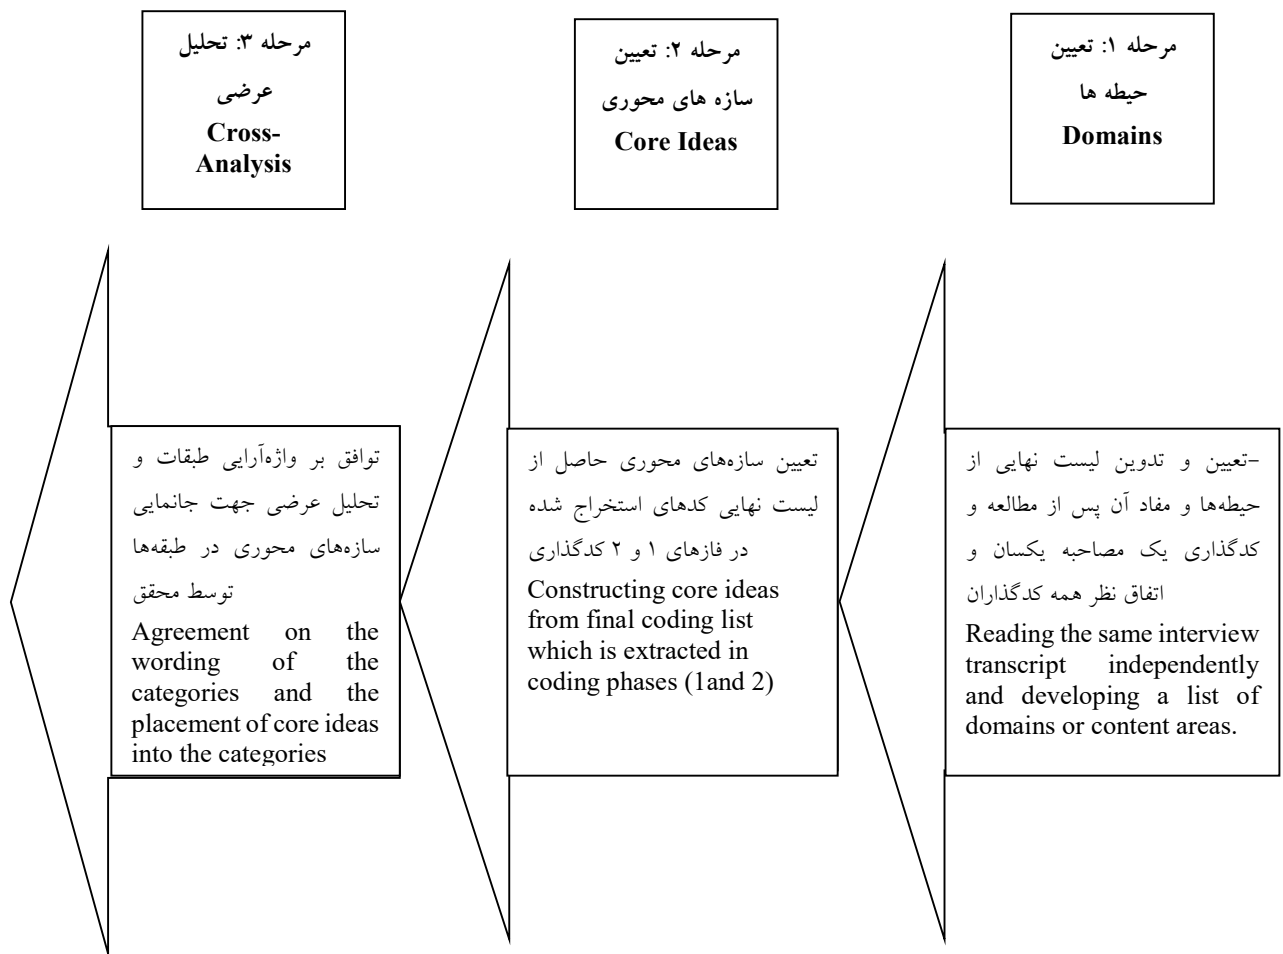 مرحله ۱: تعیین
حیطه ها
Domains
مرحله ۲: تعیین
سازه های محوری
Core Ideas
مرحله ۳: تحلیل
عرضی
Cross-
Analysis
-تعیین و تدوین لیست نهایی از
حیطه‌ها و مفاد آن پس از مطالعه و
کدگذاری یک مصاحبه یکسان و
اتفاق نظر همه کدگذاران
Reading the same interview
transcript independently
and developing a list of
domains or content areas.
تعیین سازه‌های محوری حاصل از
لیست نهایی کدهای استخراج شده
در فازهای ۱ و ۲ کدگذاری
Constructing core ideas
from final coding list
which is extracted in
coding phases (1and 2)
توافق بر واژه‌آرایی طبقات و
تحلیل عرضی جهت جانمایی
سازه‌های محوری در طبقه‌ها
توسط محقق
Agreement on the
wording of the
categories and the
placement of core ideas
into the categories